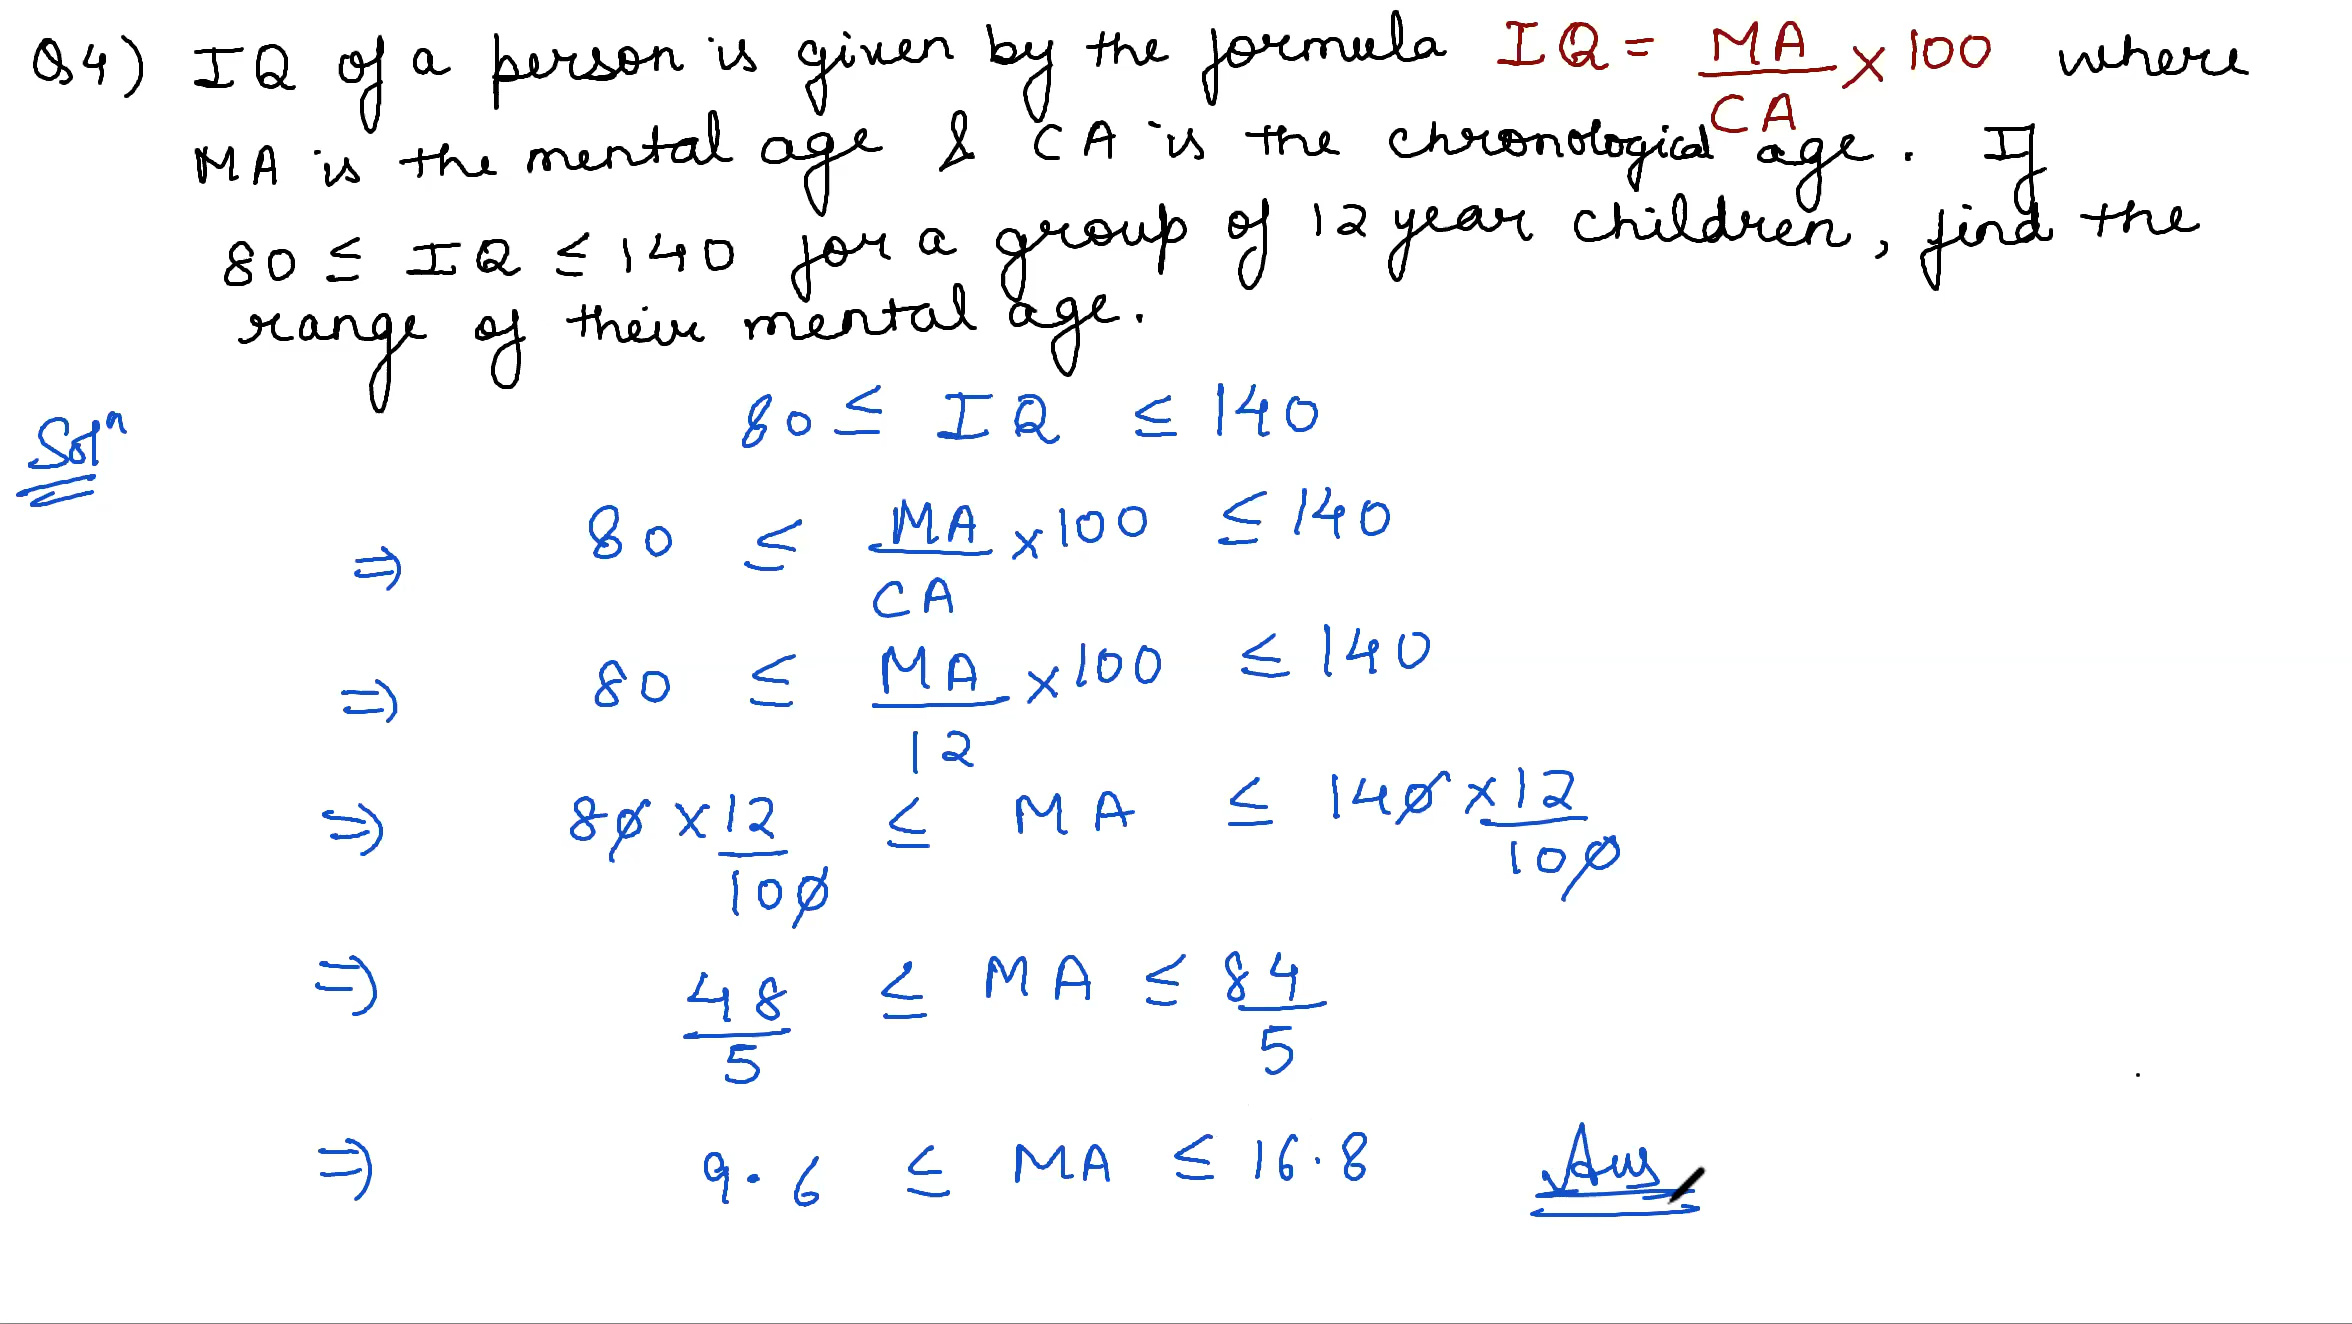 Q4) IQ of a person is given by the formula IQ = MA/CA × 100 where
MA is the mental age & CA is the chronological age. If
80 ≤ IQ ≤ 140 for a group of 12 year children, find the
range of their mental age.
Solⁿ
80 ≤ IQ ≤ 140
⇒ 80 ≤ MA/CA × 100 ≤ 140
⇒ 80 ≤ MA/12 × 100 ≤ 140
⇒ 80 × 12/100 ≤ MA ≤ 140 × 12/100
⇒ 48/5 ≤ MA ≤ 84/5
⇒ 9.6 ≤ MA ≤ 16.8 Ans